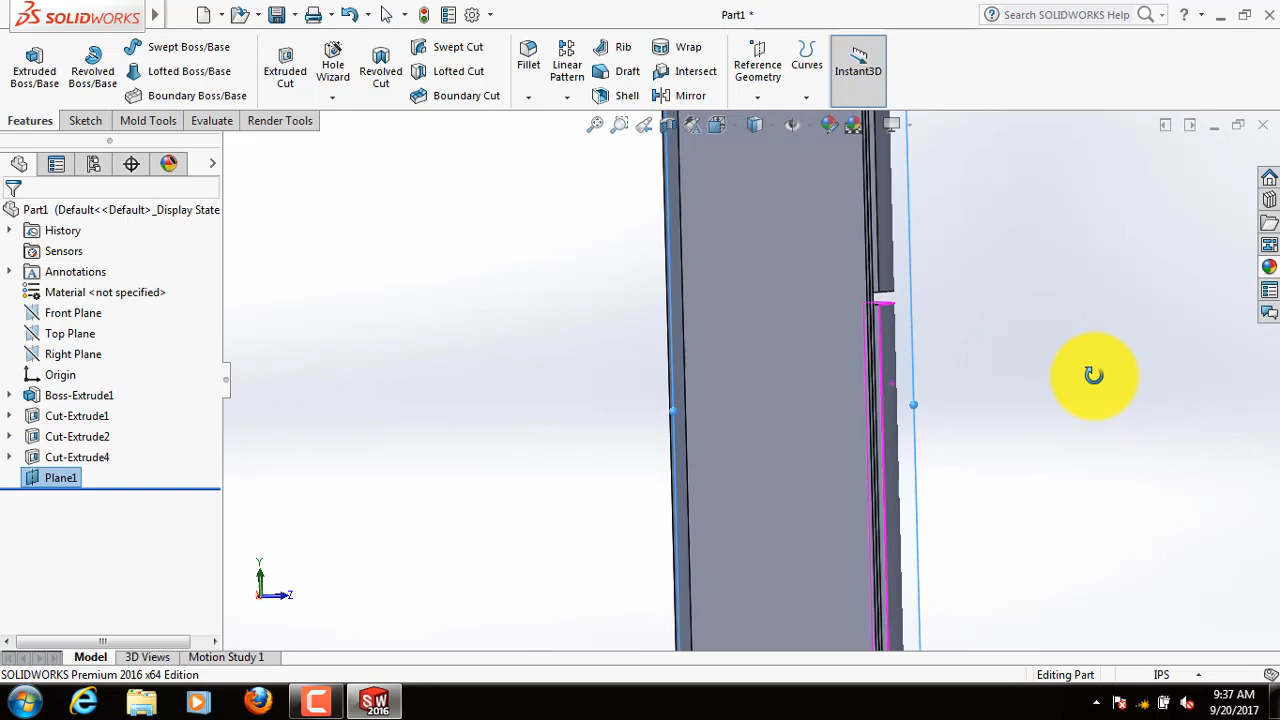 SOLIDWORKS
Part1 *
Search SOLIDWORKS Help
Extruded Boss/Base
Revolved Boss/Base
Swept Boss/Base
Lofted Boss/Base
Boundary Boss/Base
Extruded Cut
Hole Wizard
Revolved Cut
Swept Cut
Lofted Cut
Boundary Cut
Fillet
Linear Pattern
Rib
Draft
Shell
Wrap
Intersect
Mirror
Reference Geometry
Curves
Instant3D
Features
Sketch
Mold Tools
Evaluate
Render Tools
Part1 (Default<<Default>_Display State
History
Sensors
Annotations
Material <not specified>
Front Plane
Top Plane
Right Plane
Origin
Boss-Extrude1
Cut-Extrude1
Cut-Extrude2
Cut-Extrude4
Plane1
Y
Z
Model
3D Views
Motion Study 1
SOLIDWORKS Premium 2016 x64 Edition
Editing Part
IPS
SW
2016
9:37 AM
9/20/2017